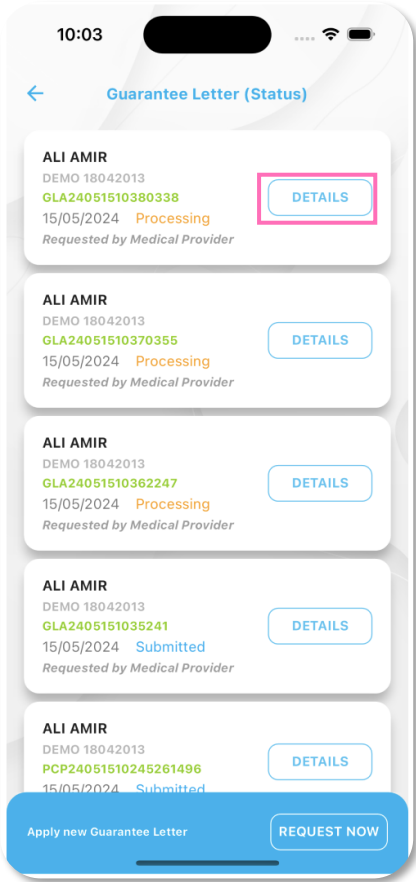 10:03
Guarantee Letter (Status)
ALI AMIR
DEMO 18042013
GLA24051510380338
15/05/2024 Processing
Requested by Medical Provider
DETAILS
ALI AMIR
DEMO 18042013
GLA24051510370355
15/05/2024 Processing
Requested by Medical Provider
DETAILS
ALI AMIR
DEMO 18042013
GLA24051510362247
15/05/2024 Processing
Requested by Medical Provider
DETAILS
ALI AMIR
DEMO 18042013
GLA2405151035241
15/05/2024 Submitted
Requested by Medical Provider
DETAILS
ALI AMIR
DEMO 18042013
PCP24051510245261496
15/05/2024 Submitted
DETAILS
Apply new Guarantee Letter
REQUEST NOW